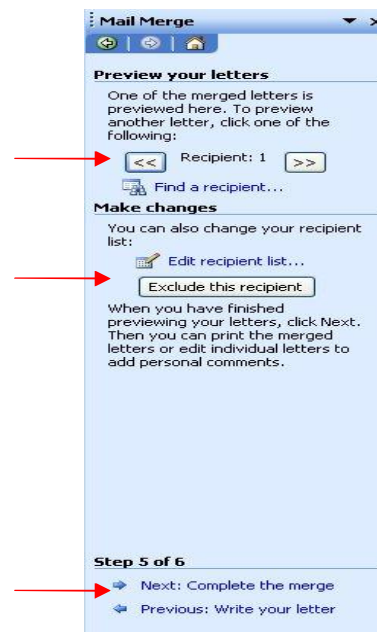 Mail Merge
Preview your letters
One of the merged letters is
previewed here. To preview
another letter, click one of the
following:
<< Recipient: 1 >>
Find a recipient...
Make changes
You can also change your recipient
list:
Edit recipient list...
Exclude this recipient
When you have finished
previewing your letters, click Next.
Then you can print the merged
letters or edit individual letters to
add personal comments.
Step 5 of 6
Next: Complete the merge
Previous: Write your letter